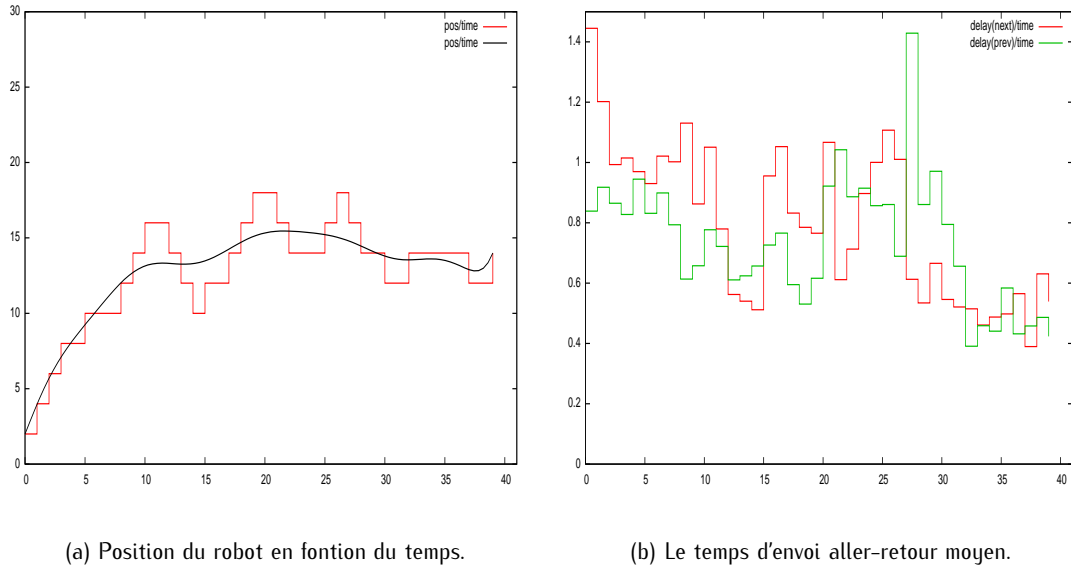 30
25
20
15
10
5
0
0 5 10 15 20 25 30 35 40
pos/time
pos/time
(a) Position du robot en fontion du temps.
1.4
1.2
1
0.8
0.6
0.4
0.2
0
0 5 10 15 20 25 30 35 40
delay(next)/time
delay(prev)/time
(b) Le temps d'envoi aller-retour moyen.